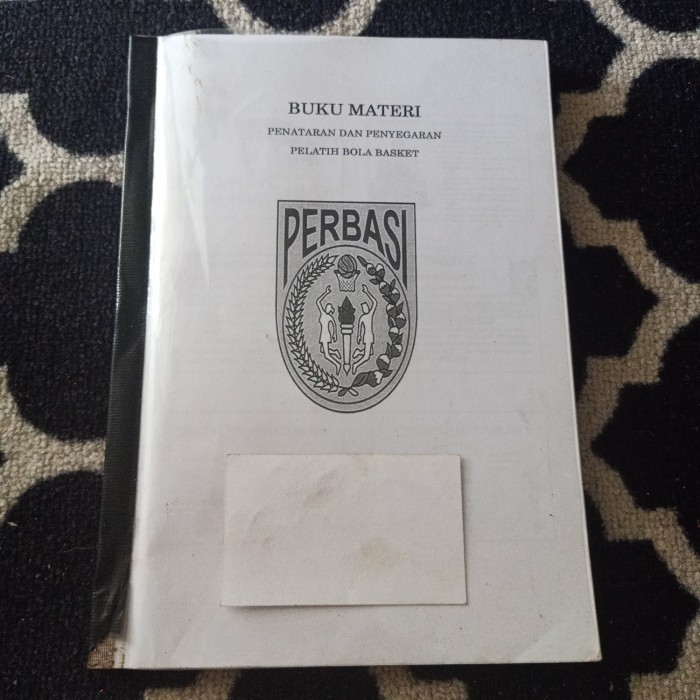 BUKU MATERI
PENATARAN DAN PENYEGARAN
PELATIH BOLA BASKET
PERBASI